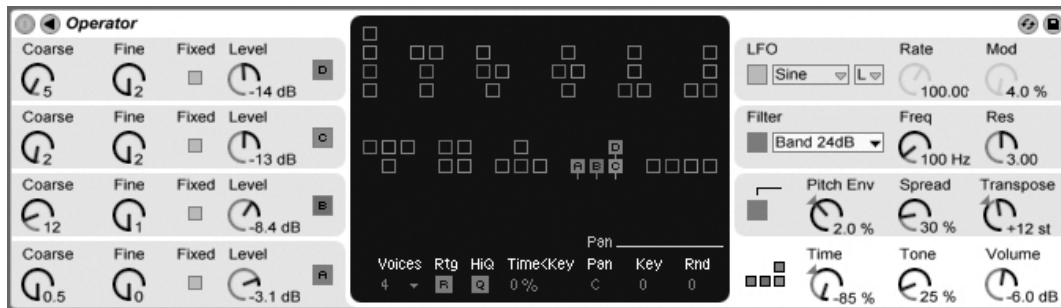 Operator
Coarse Fine Fixed Level
5 2 -14 dB D
Coarse Fine Fixed Level
2 2 -13 dB C
Coarse Fine Fixed Level
12 1 -8.4 dB B
Coarse Fine Fixed Level
0.5 0 -3.1 dB A
D
A B C
Pan
Voices Rtg HiQ Time<Key Pan Key Rnd
4 R Q 0 % C 0 0
LFO Rate Mod
Sine L 100.00 4.0 %
Filter Freq Res
Band 24dB 100 Hz 3.00
Pitch Env Spread Transpose
2.0 % 30 % +12 st
Time Tone Volume
-85 % 25 % -6.0 dB